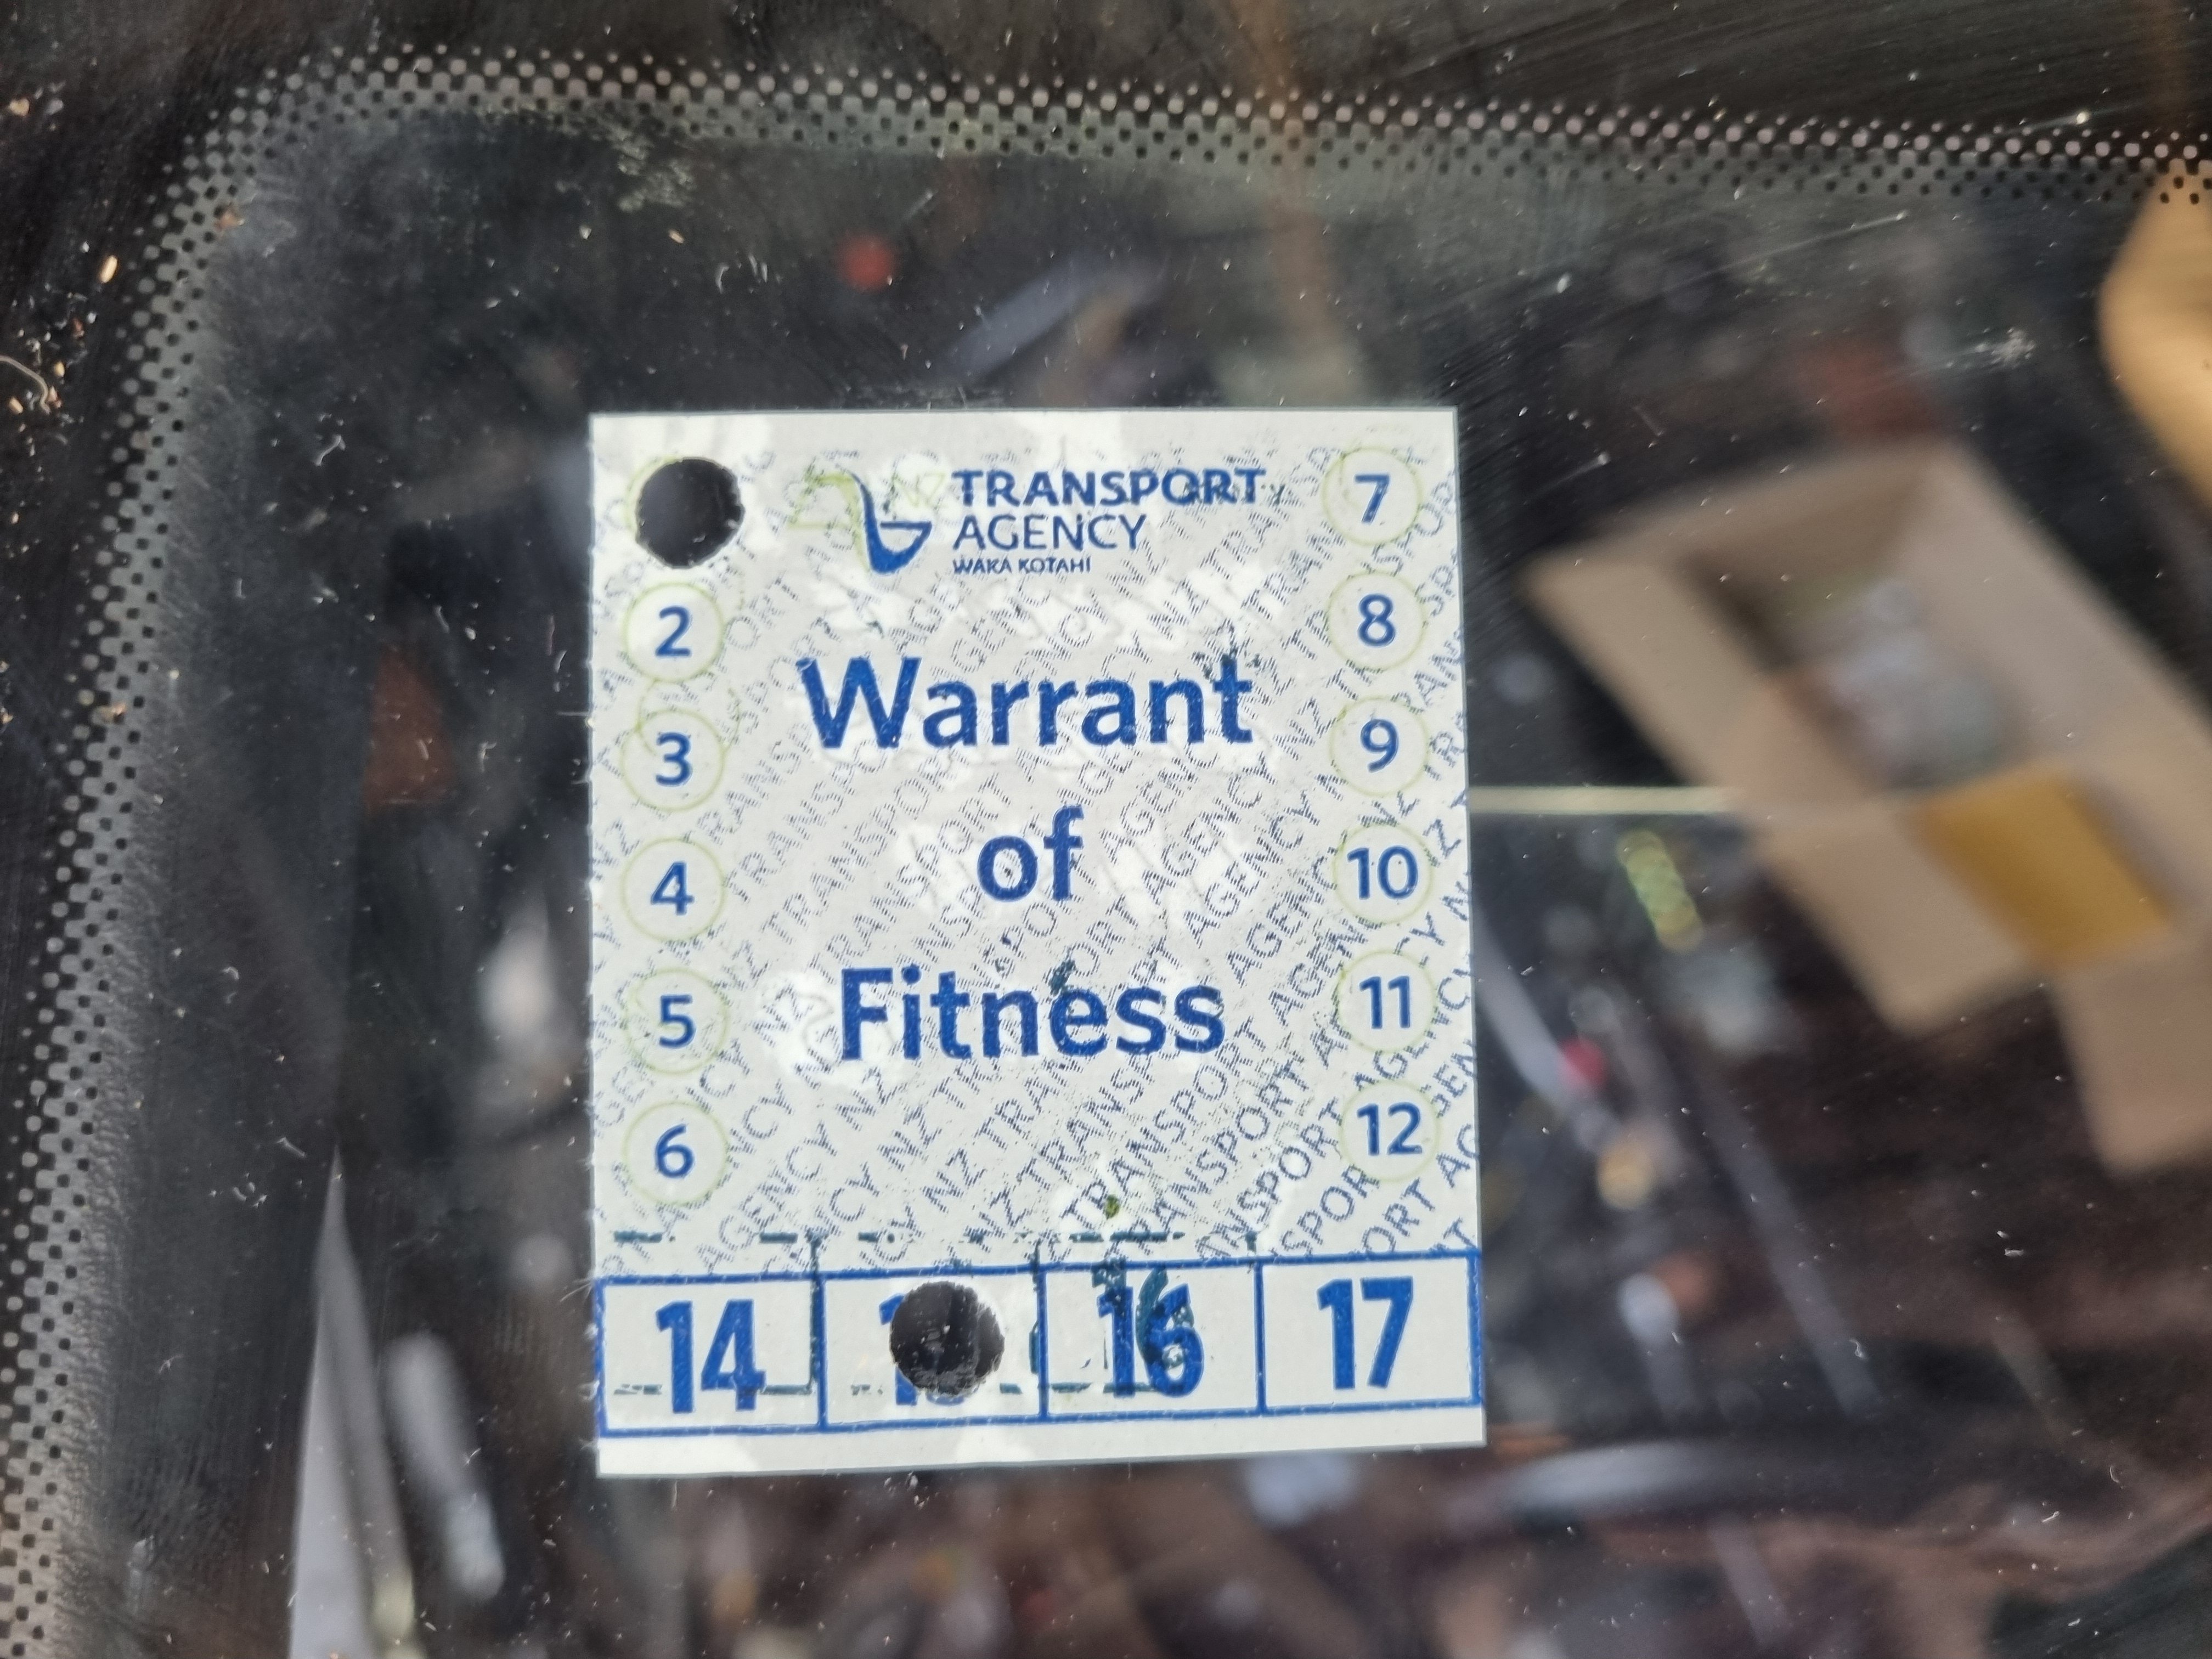 TRANSPORT
AGENCY
WAKA KOTAHI
7
2
8
Warrant
3
9
of
4
10
Fitness
5
11
6
12
14
16
17